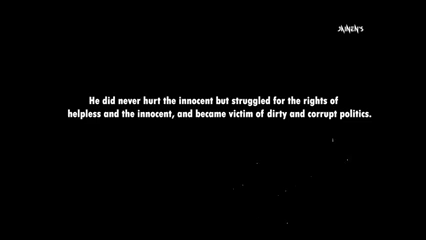 He did never hurt the innocent but struggled for the rights of
helpless and the innocent, and became victim of dirty and corrupt politics.